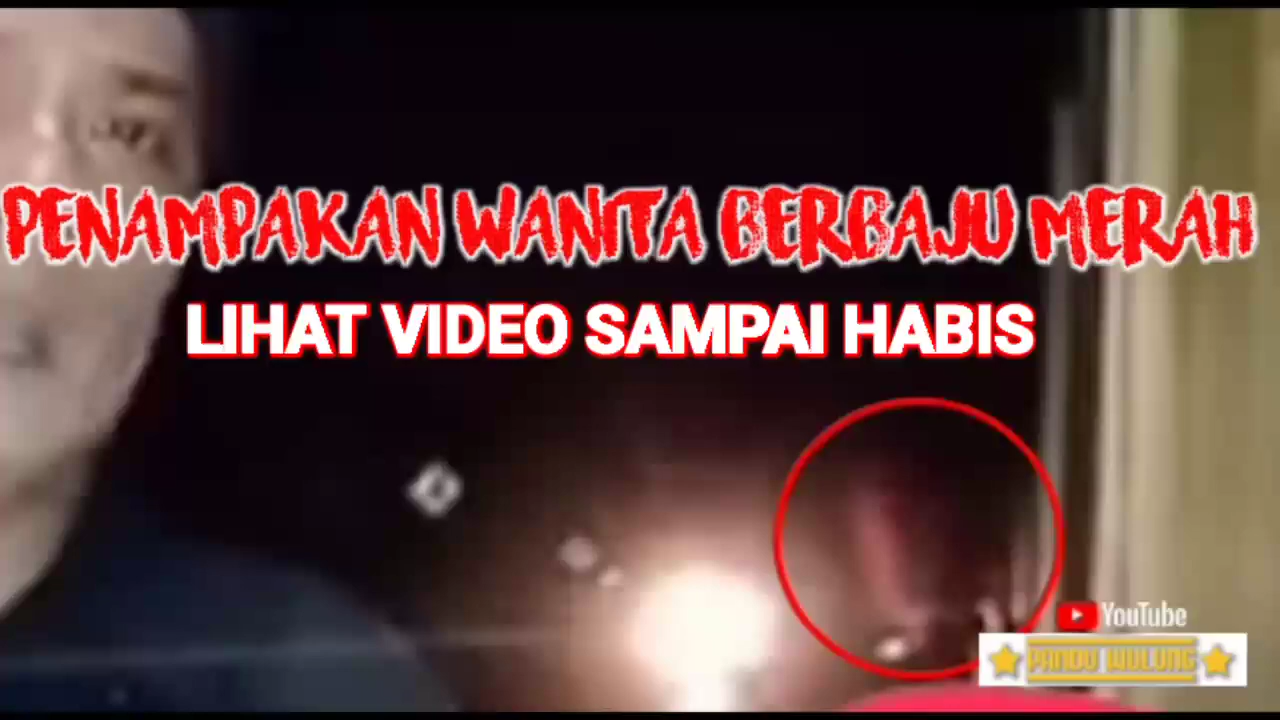 PENAMPAKAN WANITA BERBAJU MERAH
LIHAT VIDEO SAMPAI HABIS
YouTube
PANDU WULUNG